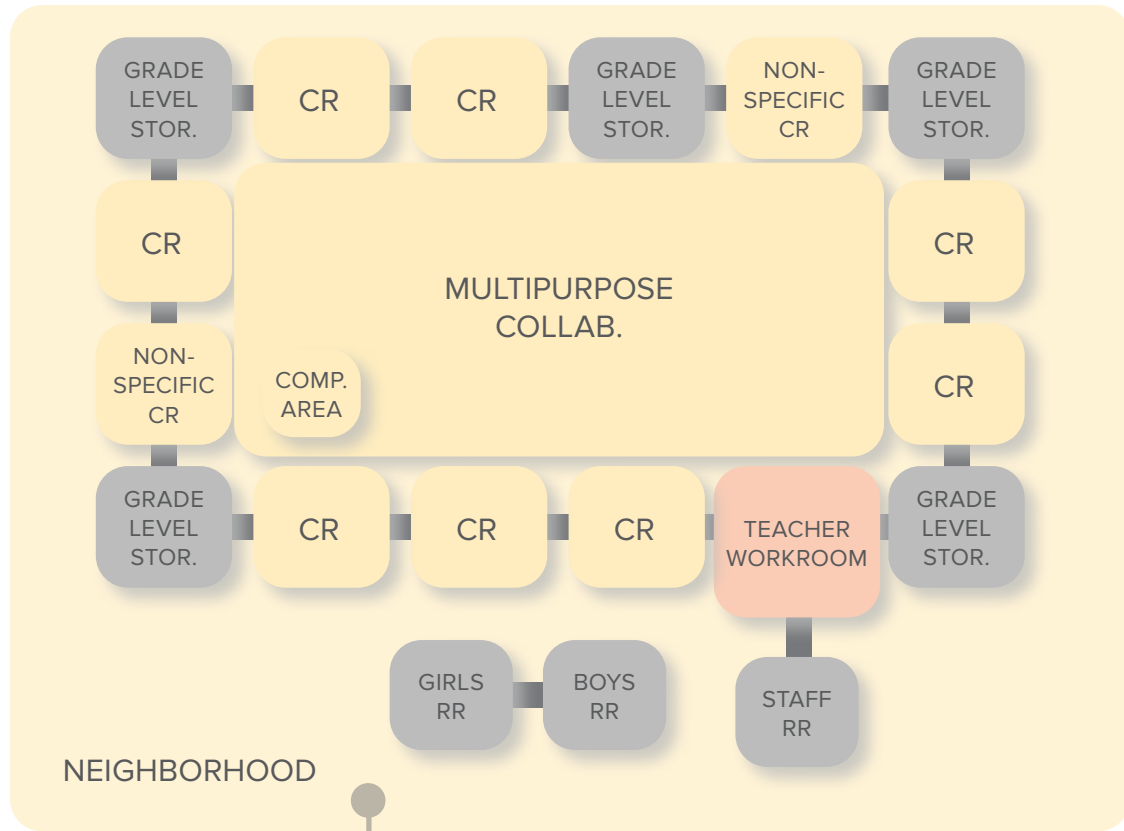 GRADE
LEVEL
STOR.
CR
CR
GRADE
LEVEL
STOR.
NON-
SPECIFIC
CR
GRADE
LEVEL
STOR.
CR
MULTIPURPOSE
COLLAB.
CR
NON-
SPECIFIC
CR
COMP.
AREA
CR
GRADE
LEVEL
STOR.
CR
CR
CR
TEACHER
WORKROOM
GRADE
LEVEL
STOR.
GIRLS
RR
BOYS
RR
STAFF
RR
NEIGHBORHOOD